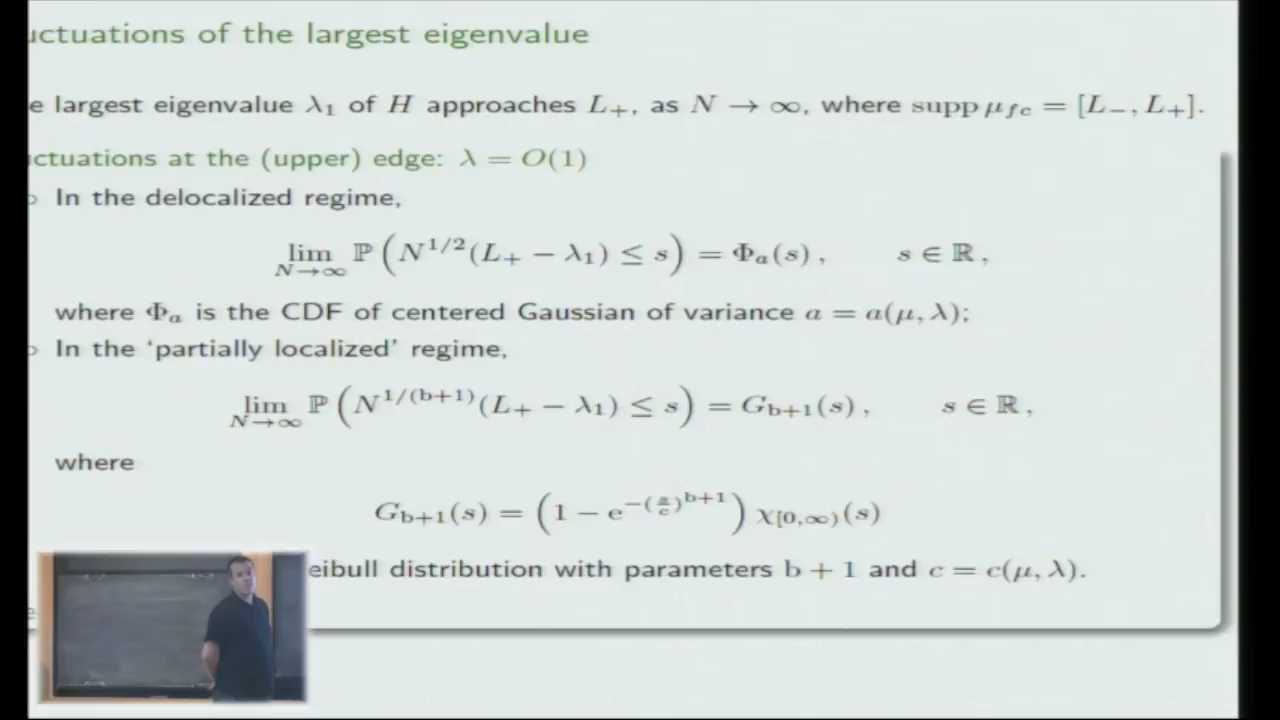 uctuations of the largest eigenvalue
e largest eigenvalue λ₁ of H approaches L₊, as N → ∞, where supp μ_fc = [L₋, L₊].
uctuations at the (upper) edge: λ = O(1)
In the delocalized regime,
lim_{N→∞} ℙ(N^{1/2}(L₊ − λ₁) ≤ s) = Φ_a(s), s ∈ ℝ,
where Φ_a is the CDF of centered Gaussian of variance a = a(μ, λ);
In the ‘partially localized’ regime,
lim_{N→∞} ℙ(N^{1/(b+1)}(L₊ − λ₁) ≤ s) = G_{b+1}(s), s ∈ ℝ,
where
G_{b+1}(s) = (1 − e^{−(s/c)^{b+1}}) χ_{[0,∞)}(s)
eibull distribution with parameters b + 1 and c = c(μ, λ).